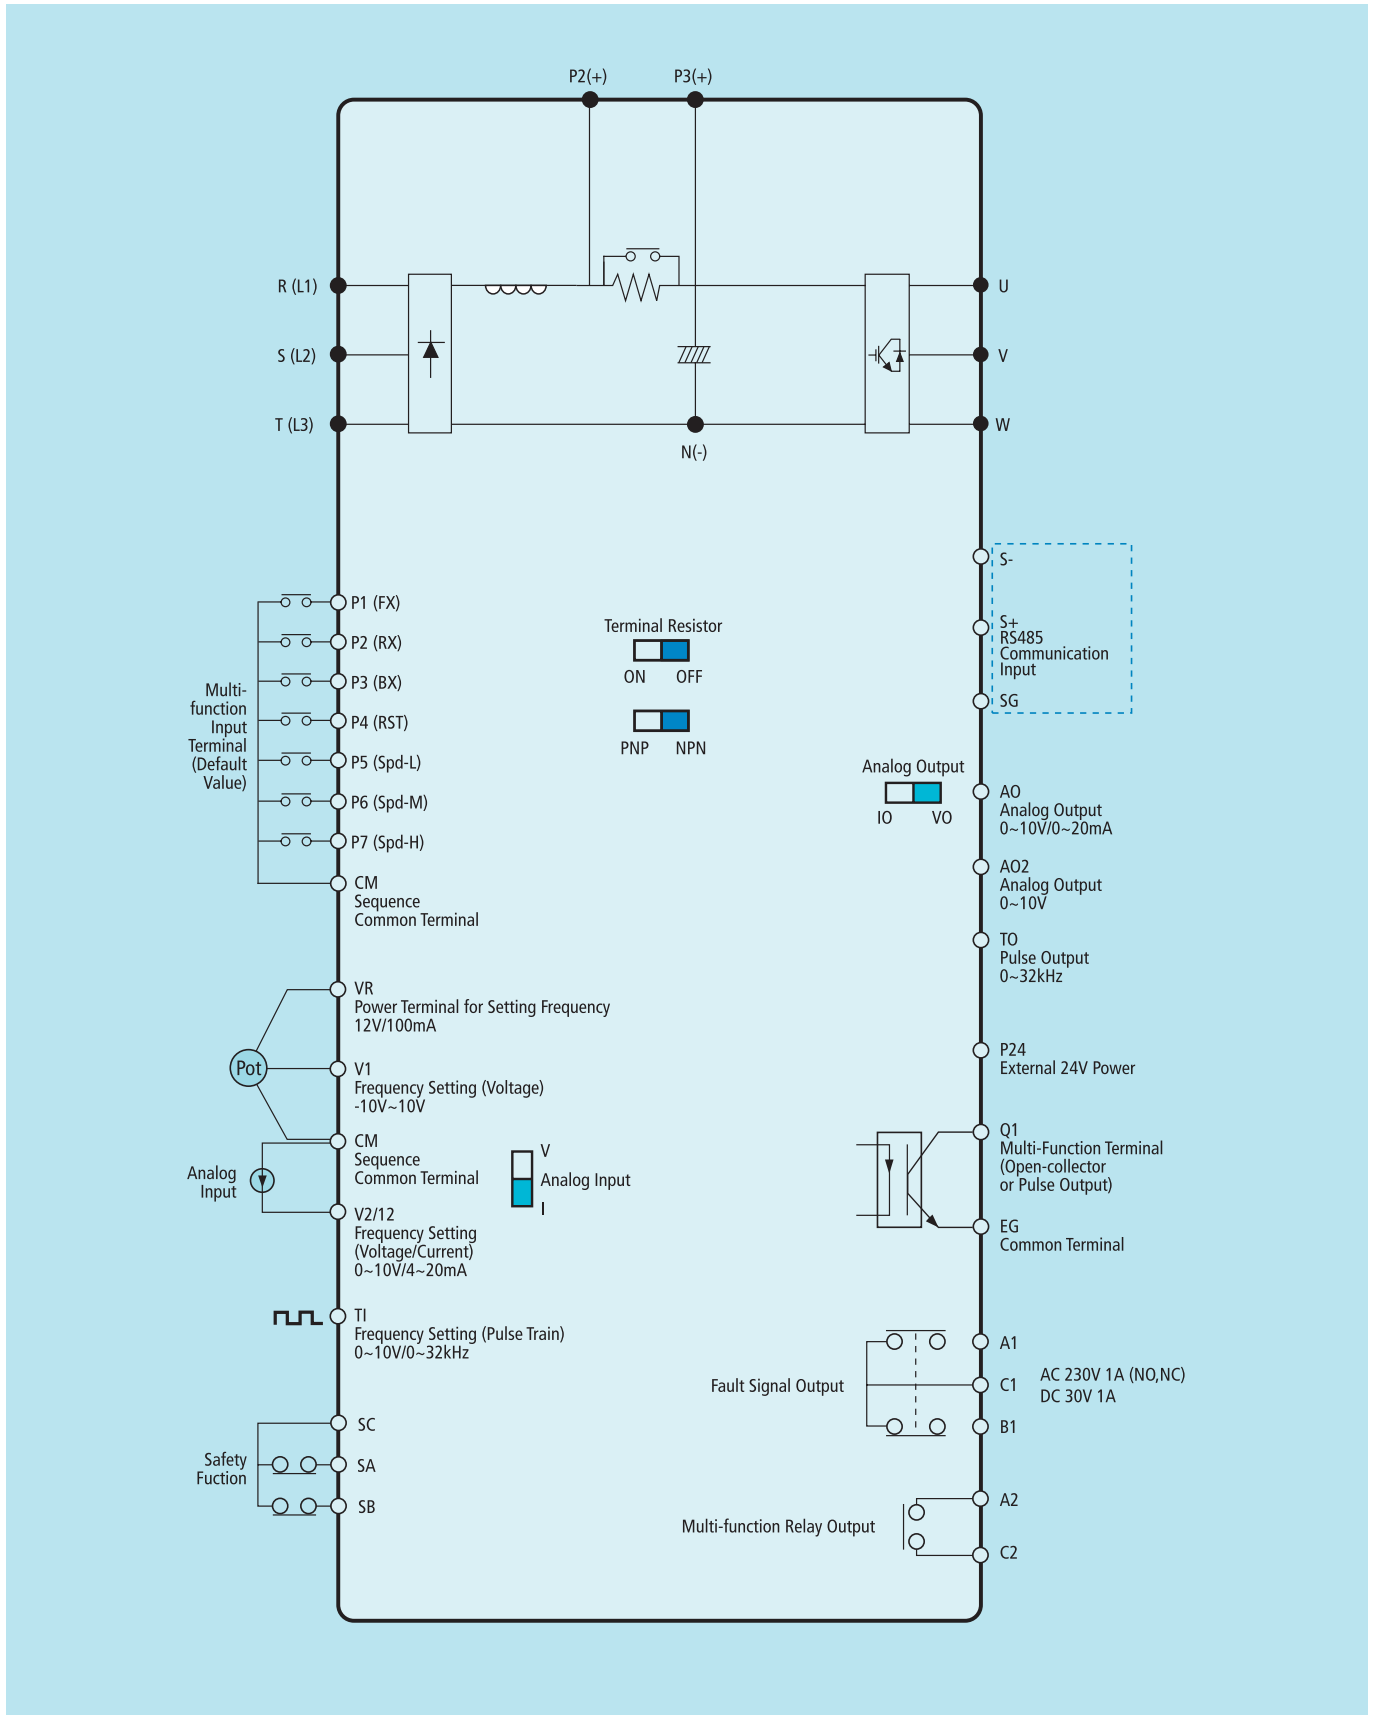 P2(+)
P3(+)
R (L1)
S (L2)
T (L3)
U
V
W
N(-)
P1 (FX)
P2 (RX)
P3 (BX)
P4 (RST)
P5 (Spd-L)
P6 (Spd-M)
P7 (Spd-H)
Multi-
function
Input
Terminal
(Default
Value)
CM
Sequence
Common Terminal
Terminal Resistor
ON
OFF
PNP
NPN
S-
S+
RS485
Communication
Input
SG
Analog Output
IO
VO
AO
Analog Output
0~10V/0~20mA
AO2
Analog Output
0~10V
TO
Pulse Output
0~32kHz
VR
Power Terminal for Setting Frequency
12V/100mA
Pot
V1
Frequency Setting (Voltage)
-10V~10V
CM
Sequence
Common Terminal
Analog
Input
V
Analog Input
I
V2/12
Frequency Setting
(Voltage/Current)
0~10V/4~20mA
TI
Frequency Setting (Pulse Train)
0~10V/0~32kHz
P24
External 24V Power
Q1
Multi-Function Terminal
(Open-collector
or Pulse Output)
EG
Common Terminal
Safety
Fuction
SC
SA
SB
Fault Signal Output
A1
C1
B1
AC 230V 1A (NO,NC)
DC 30V 1A
Multi-function Relay Output
A2
C2